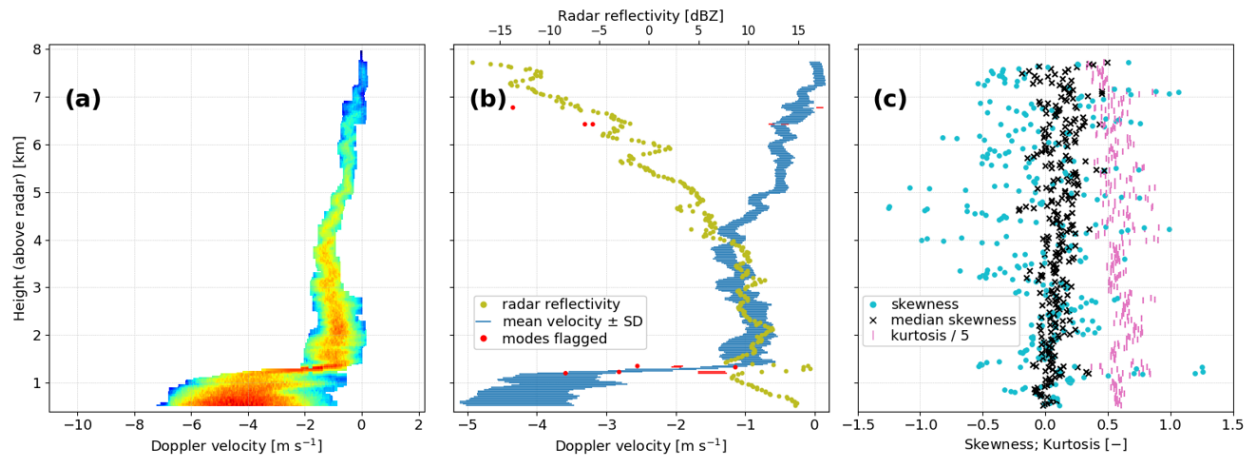 Radar reflectivity [dBZ]
−15 −10 −5 0 5 10 15
8
7
6
5
4
3
2
1
Height (above radar) [km]
(a)
(b)
(c)
radar reflectivity
mean velocity ± SD
modes flagged
skewness
median skewness
kurtosis / 5
−10 −8 −6 −4 −2 0 2
−5 −4 −3 −2 −1 0
−1.5 −1.0 −0.5 0.0 0.5 1.0 1.5
Doppler velocity [m s⁻¹]
Doppler velocity [m s⁻¹]
Skewness; Kurtosis [−]